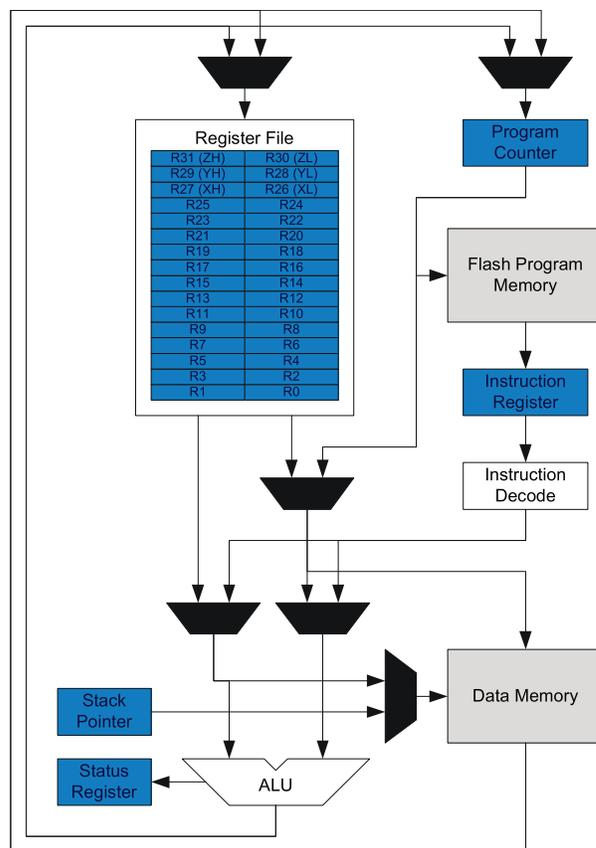 Register File
R31 (ZH) R30 (ZL)
R29 (YH) R28 (YL)
R27 (XH) R26 (XL)
R25 R24
R23 R22
R21 R20
R19 R18
R17 R16
R15 R14
R13 R12
R11 R10
R9 R8
R7 R6
R5 R4
R3 R2
R1 R0
Program
Counter
Flash Program
Memory
Instruction
Register
Instruction
Decode
Data Memory
Stack
Pointer
Status
Register
ALU